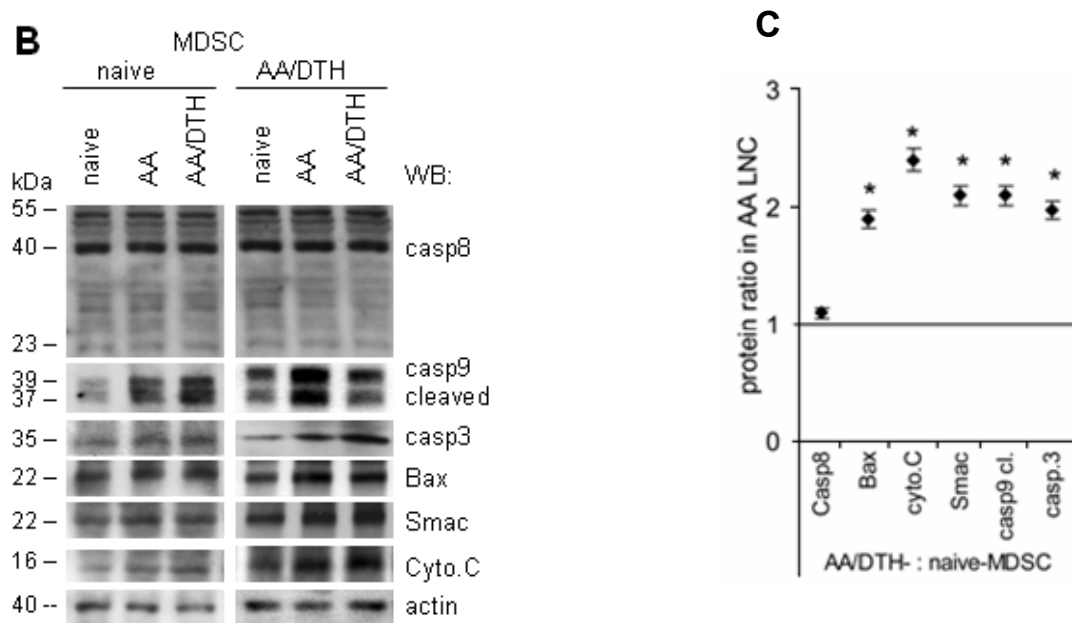 B
MDSC
naive AA/DTH
naive AA AA/DTH naive AA AA/DTH
kDa WB:
55 –
40 – casp8
23 –
39 – casp9
37 – cleaved
35 – casp3
22 – Bax
22 – Smac
16 – Cyto.C
40 -- actin
C
protein ratio in AA LNC
3
* * * * *
2
1
0
Casp8 Bax cyto.C Smac casp9 cl. casp.3
AA/DTH- : naive-MDSC